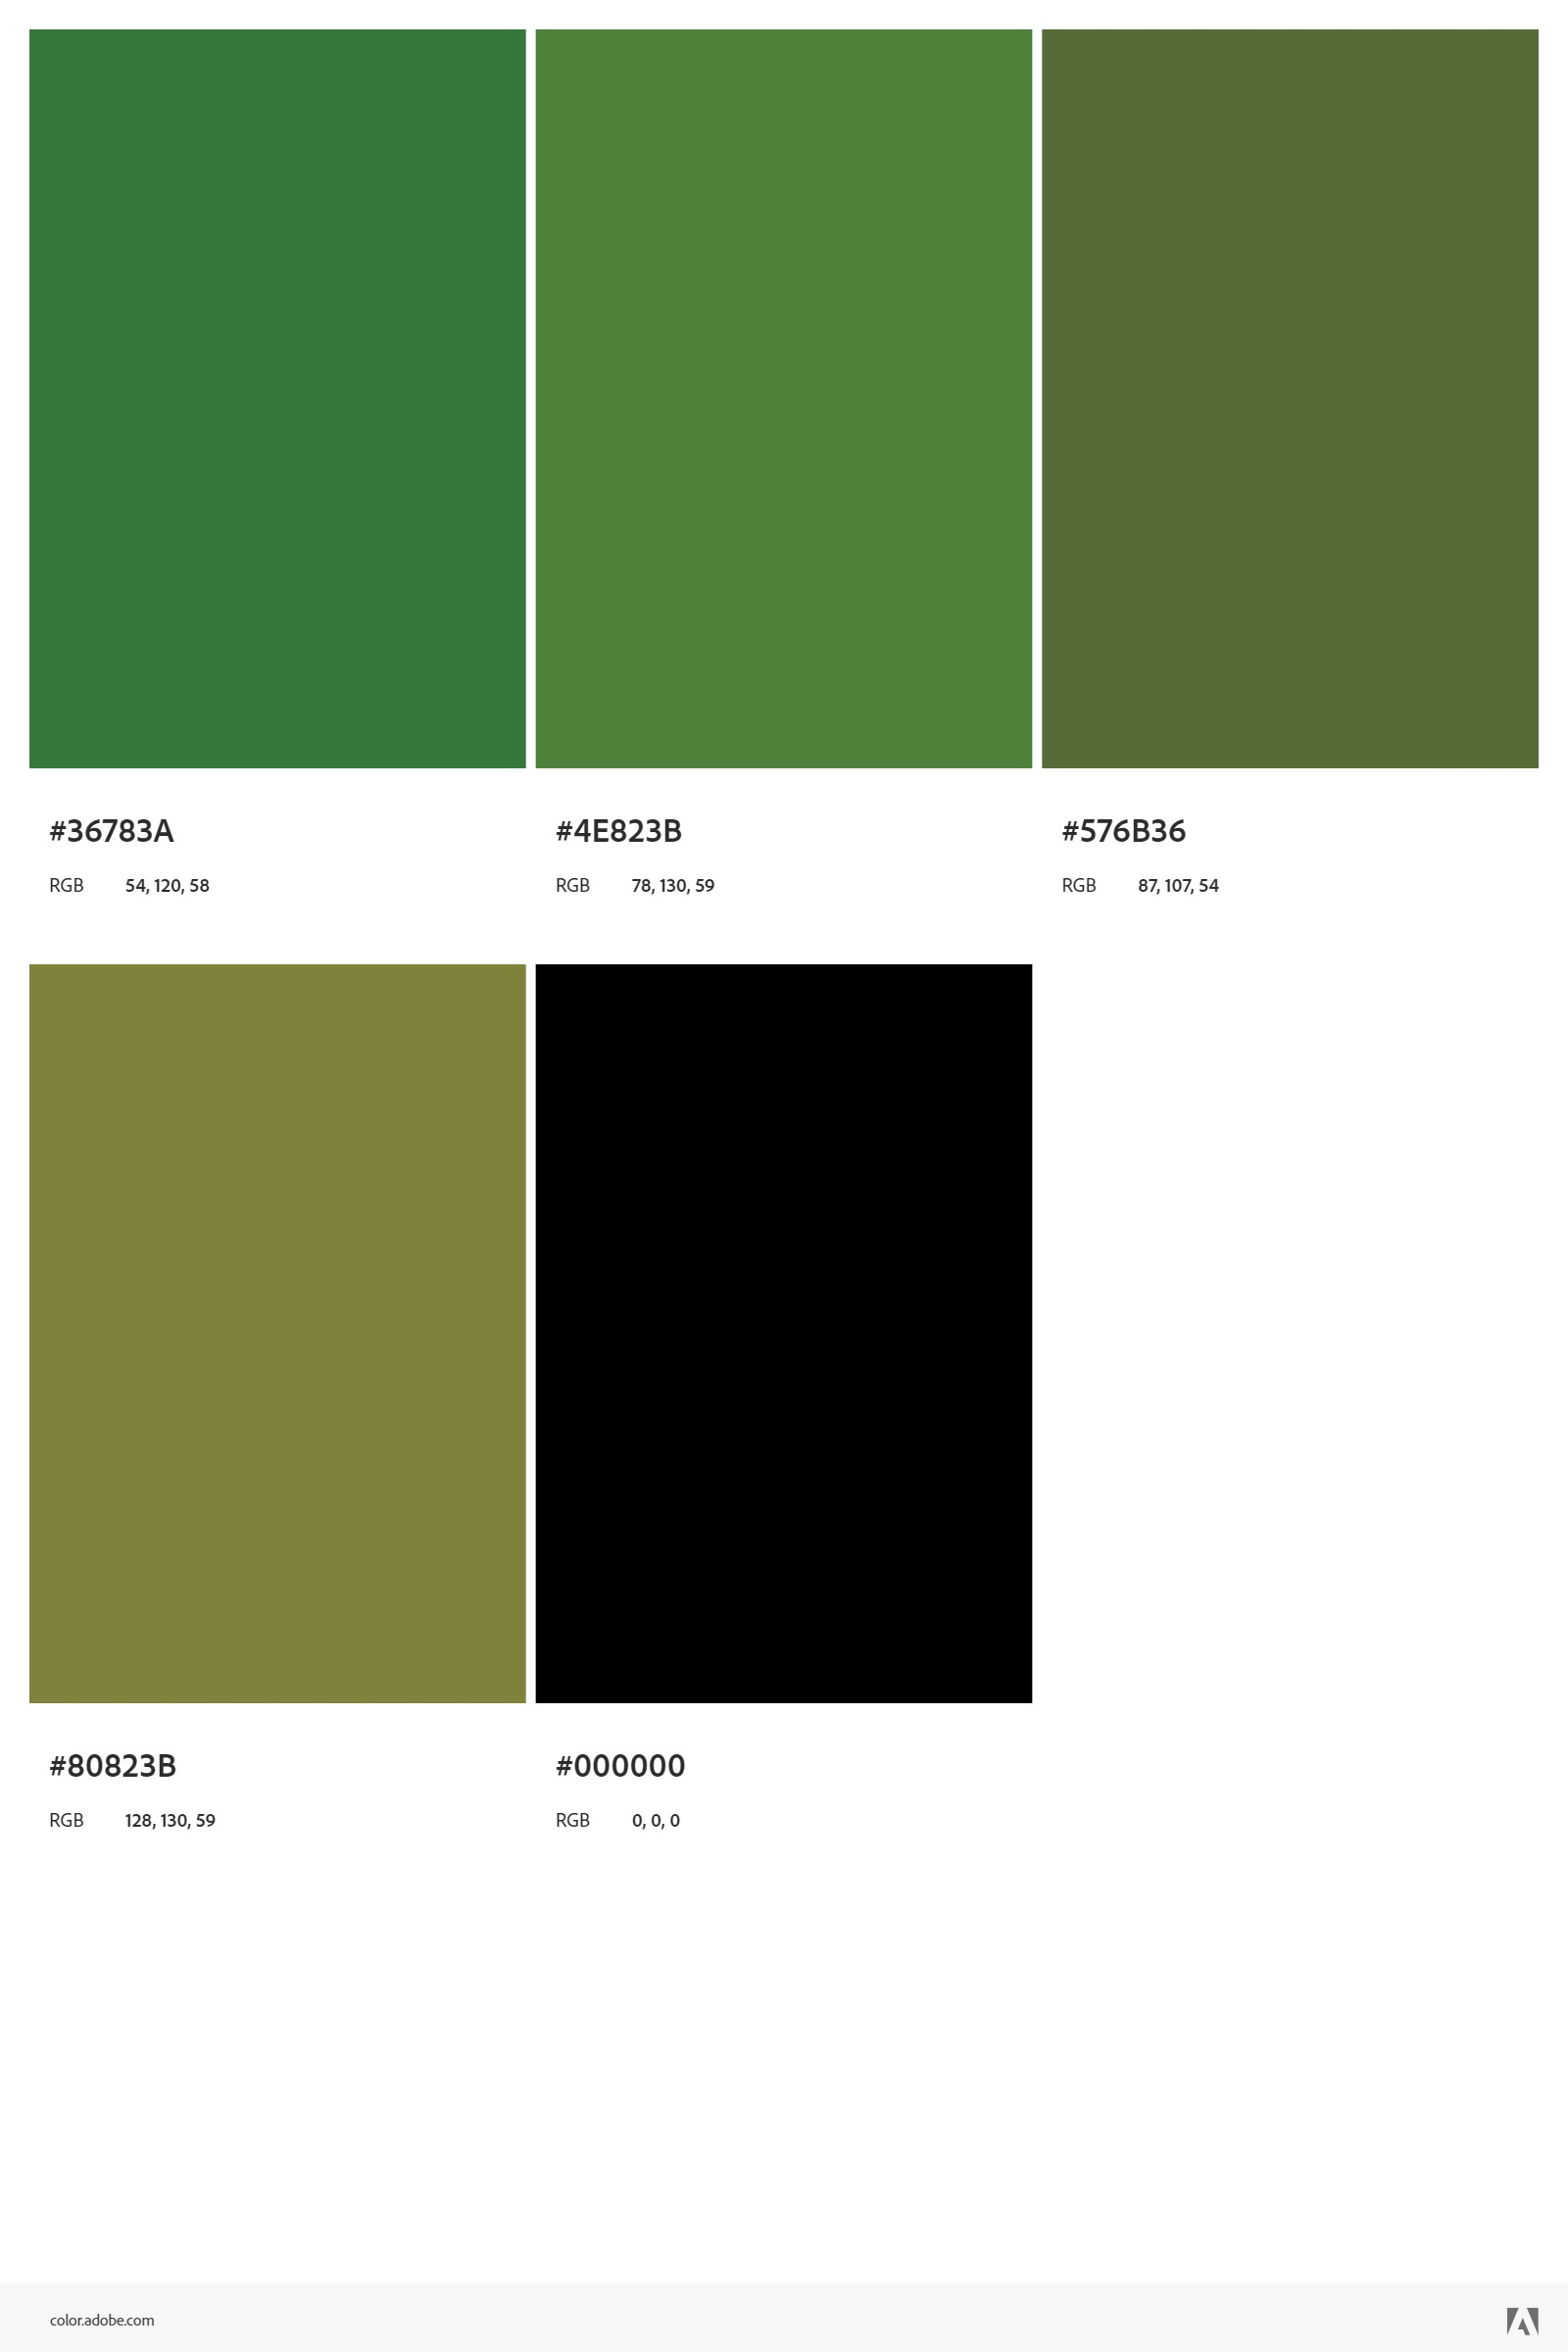 #36783A #4E823B #576B36
RGB 54, 120, 58 RGB 78, 130, 59 RGB 87, 107, 54
#80823B #000000
RGB 128, 130, 59 RGB 0, 0, 0
color.adobe.com